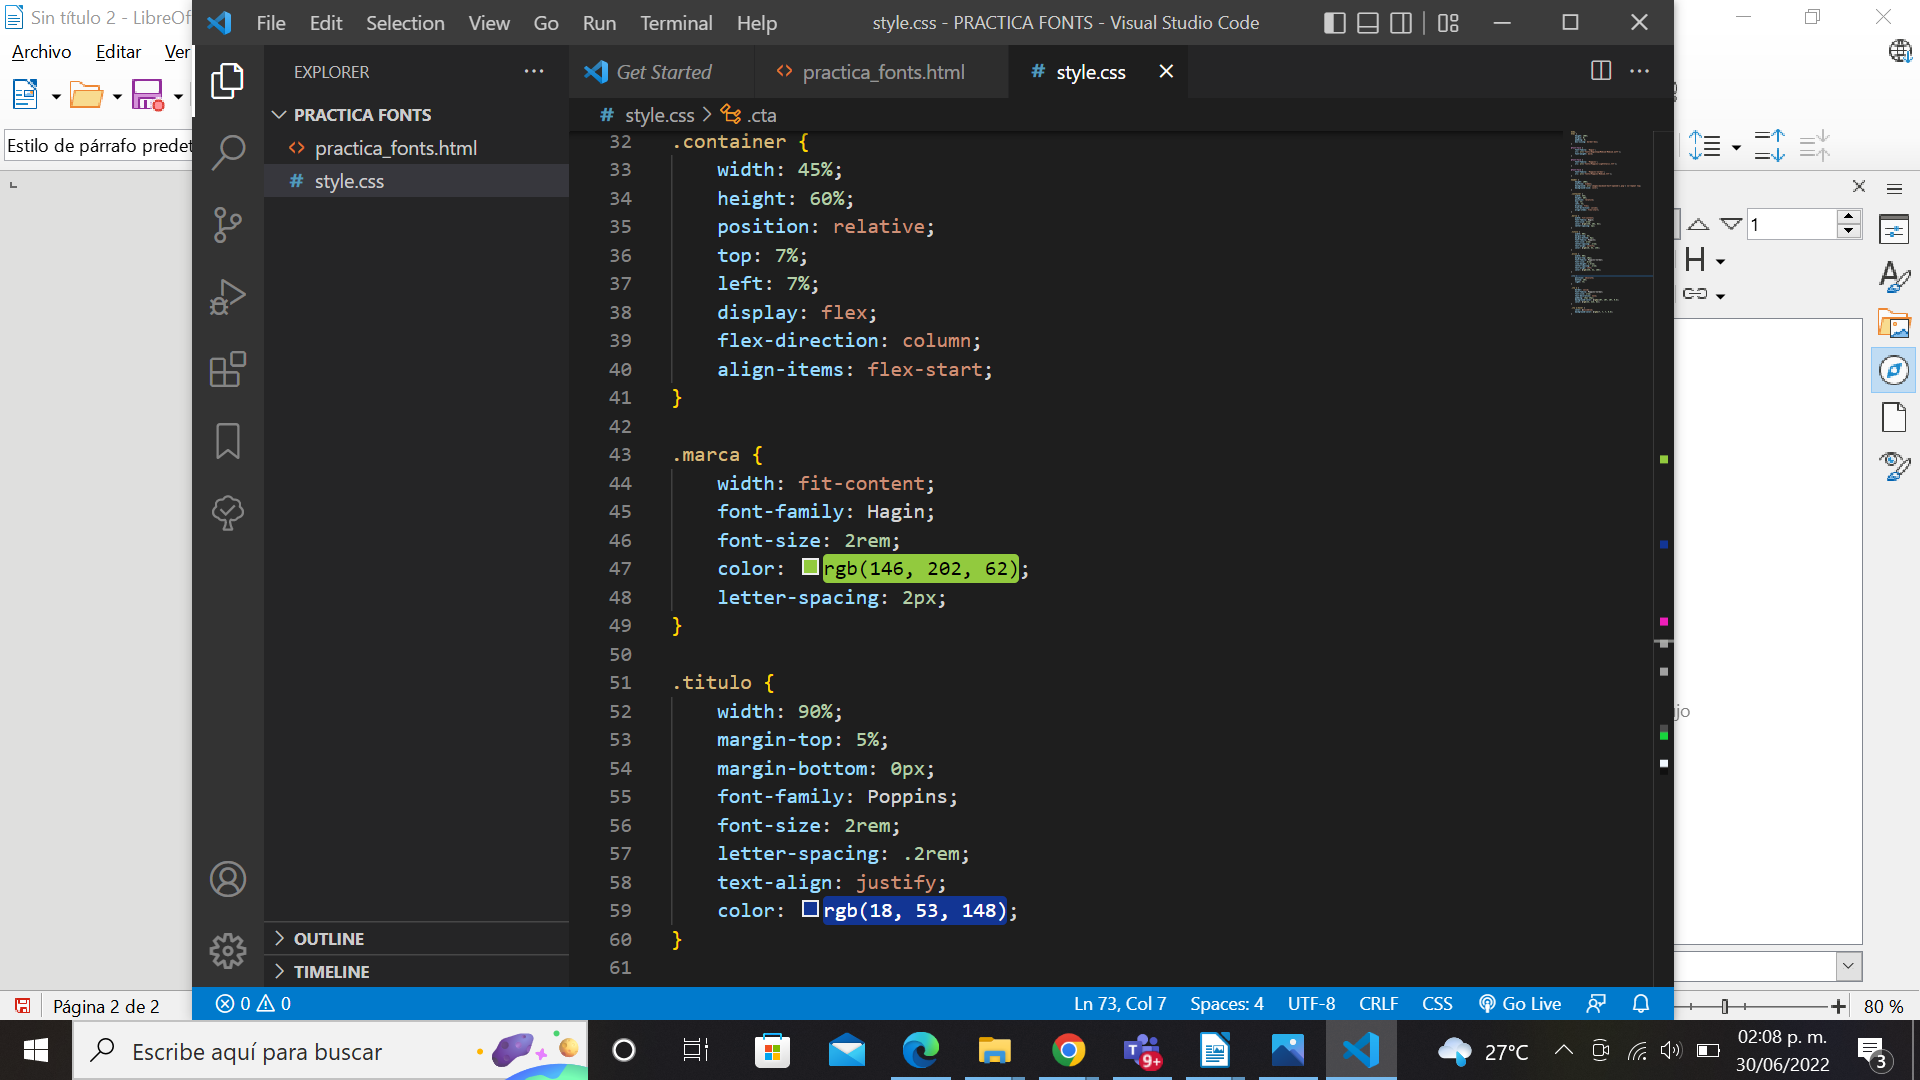 Sin título 2 - LibreOf
Archivo Editar Ver
Estilo de párrafo predet
Página 2 de 2
File Edit Selection View Go Run Terminal Help
style.css - PRACTICA FONTS - Visual Studio Code
EXPLORER
PRACTICA FONTS
practica_fonts.html
style.css
OUTLINE
TIMELINE
Get Started
practica_fonts.html
style.css
style.css > .cta
32 .container {
33 width: 45%;
34 height: 60%;
35 position: relative;
36 top: 7%;
37 left: 7%;
38 display: flex;
39 flex-direction: column;
40 align-items: flex-start;
41 }
42
43 .marca {
44 width: fit-content;
45 font-family: Hagin;
46 font-size: 2rem;
47 color: rgb(146, 202, 62);
48 letter-spacing: 2px;
49 }
50
51 .titulo {
52 width: 90%;
53 margin-top: 5%;
54 margin-bottom: 0px;
55 font-family: Poppins;
56 font-size: 2rem;
57 letter-spacing: .2rem;
58 text-align: justify;
59 color: rgb(18, 53, 148);
60 }
61
0 0
Ln 73, Col 7 Spaces: 4 UTF-8 CRLF CSS Go Live
1
jo
80 %
Escribe aquí para buscar
9+
27°C
02:08 p. m.
30/06/2022
3